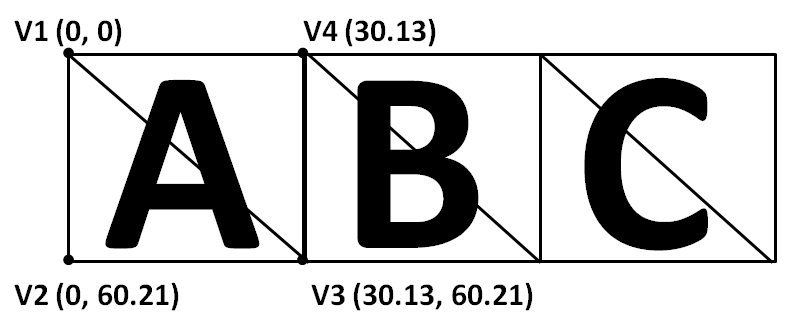 V1 (0, 0) V4 (30.13)
A B C
V2 (0, 60.21) V3 (30.13, 60.21)